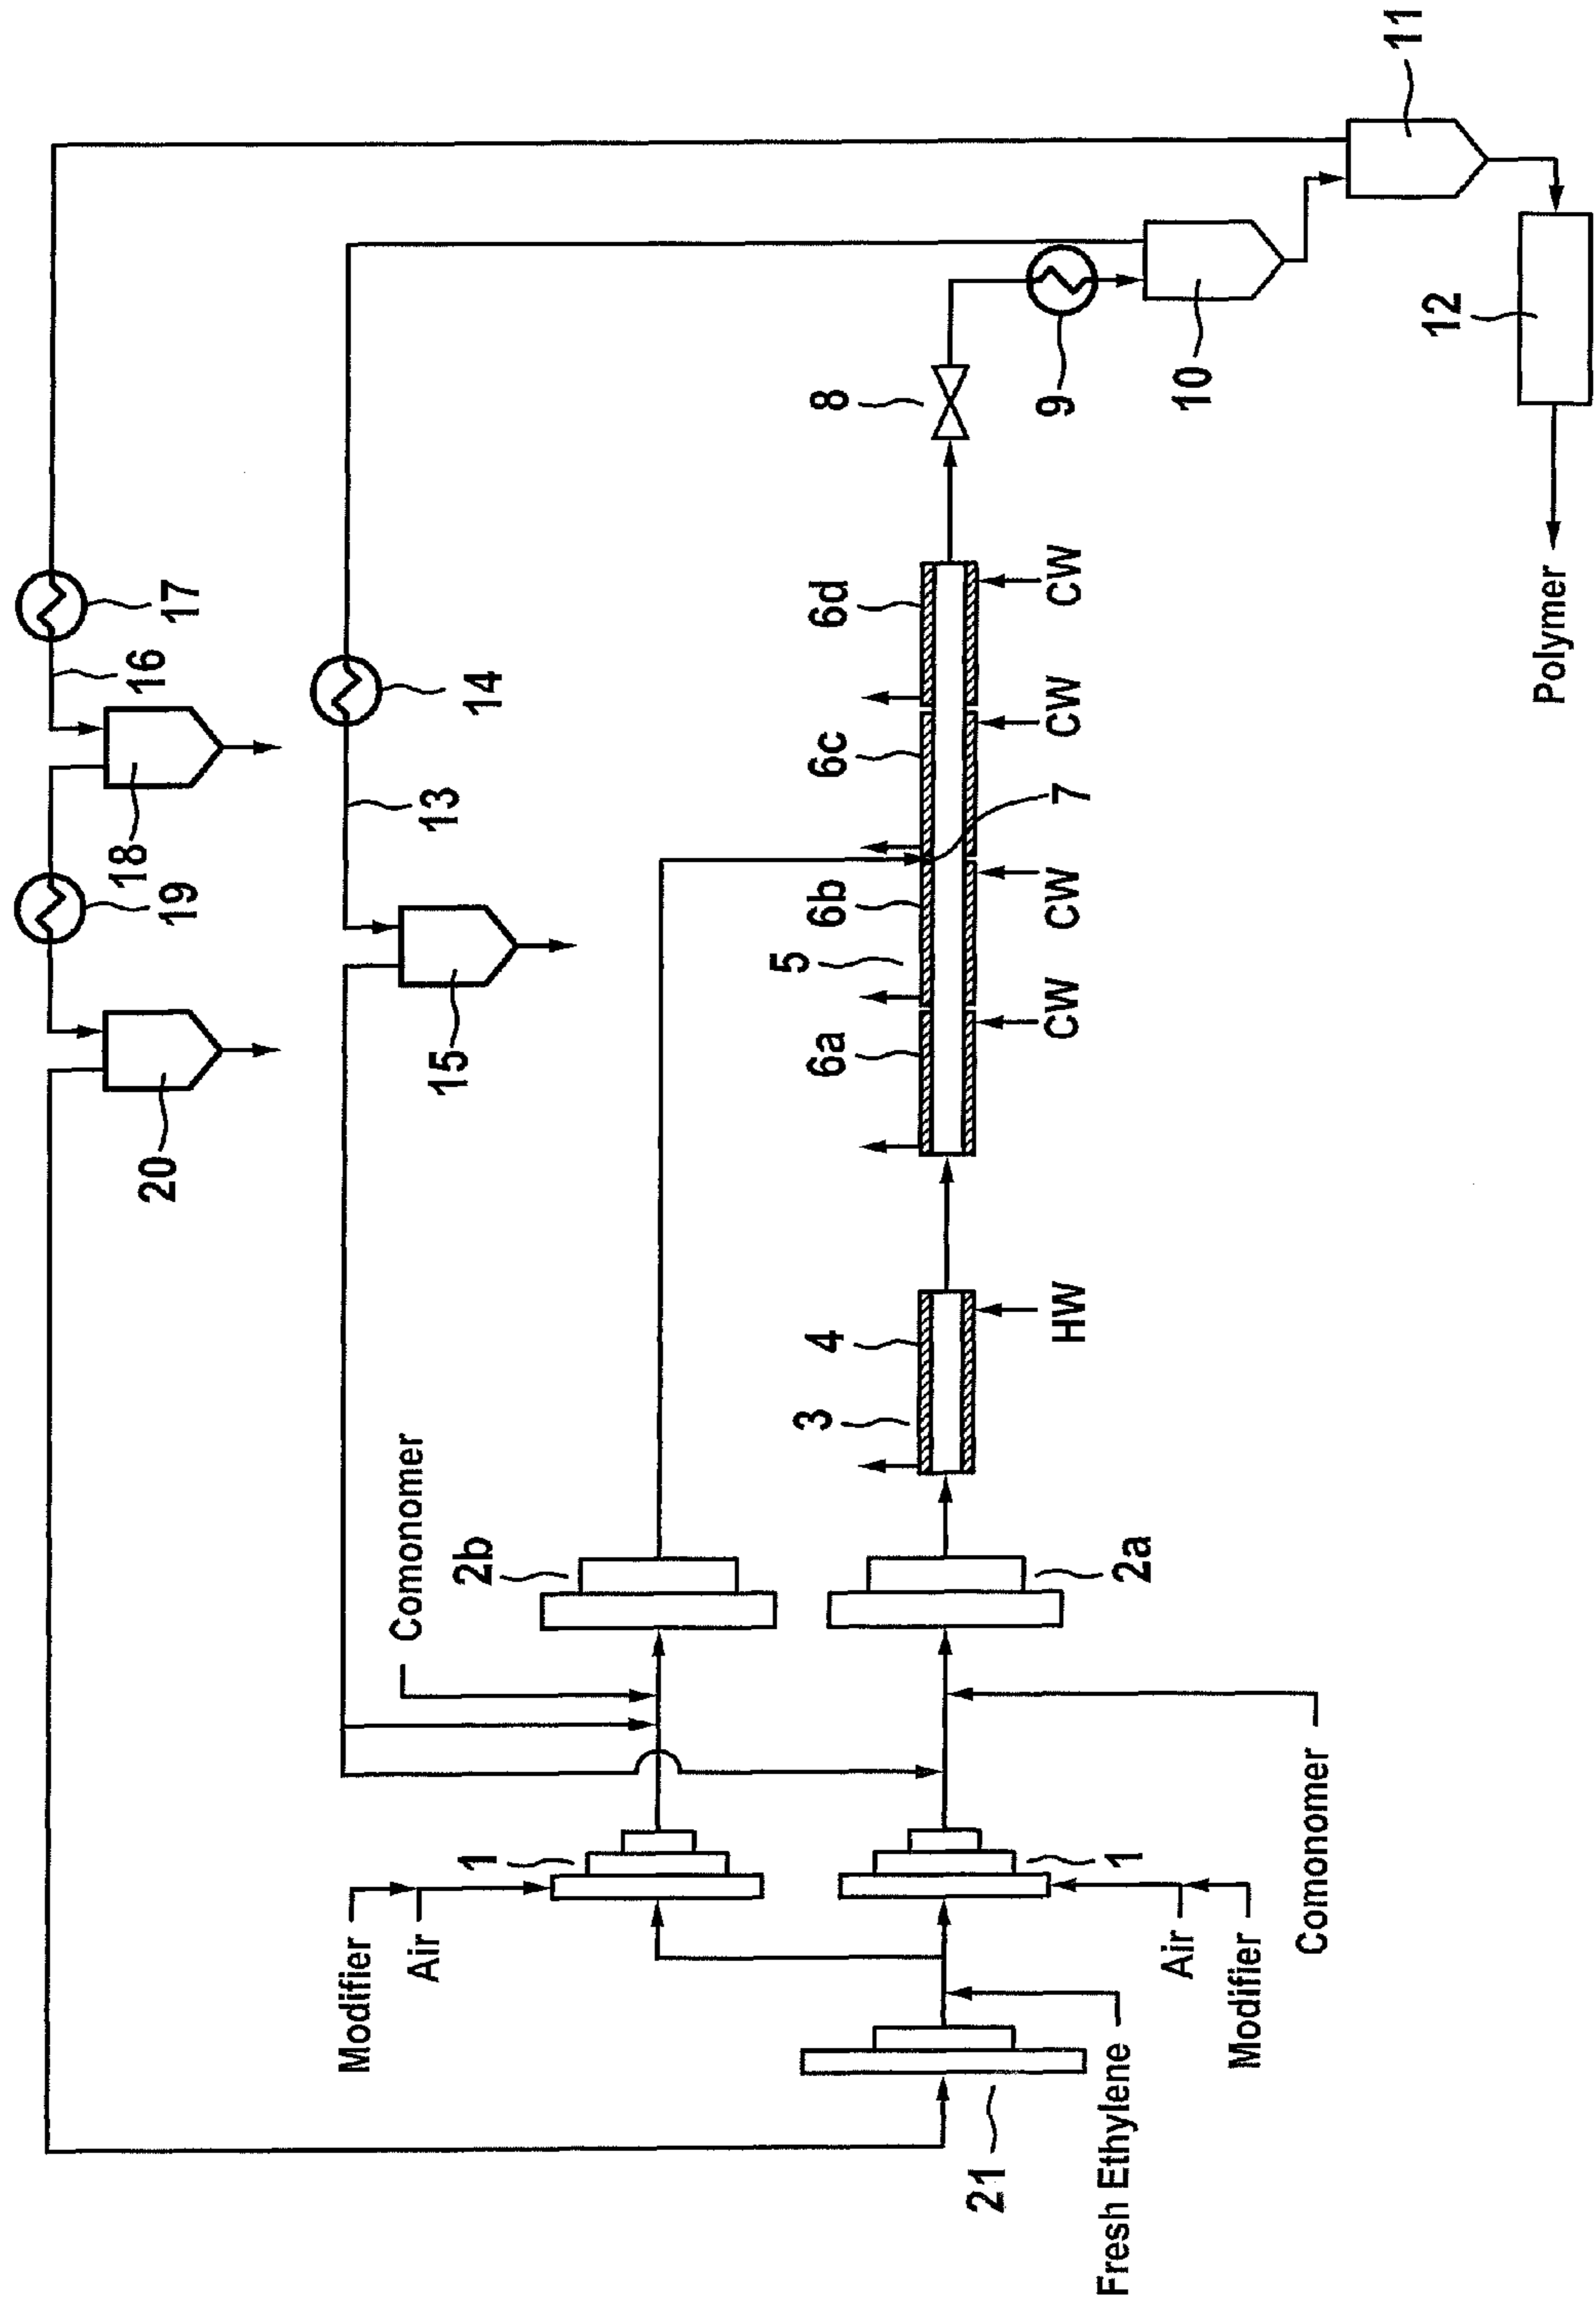 11
17
16
18
19
20
14
13
15
12
10
9
8
6d
6c
6b
5
6a
7
CW
CW
CW
CW
Polymer
4
3
HW
Comonomer
2b
2a
1
1
Modifier
Air
Air
Modifier
Comonomer
21
Fresh Ethylene